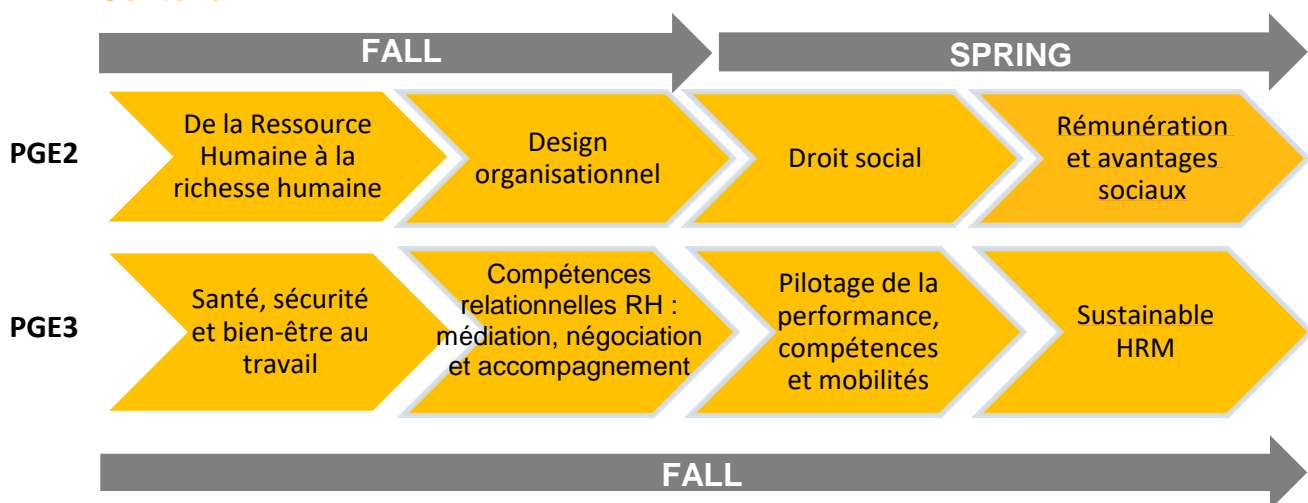 FALL
SPRING
PGE2
De la Ressource
Humaine à la
richesse humaine
Design
organisationnel
Droit social
Rémunération
et avantages
sociaux
PGE3
Santé, sécurité
et bien-être au
travail
Compétences
relationnelles RH :
médiation, négociation
et accompagnement
Pilotage de la
performance,
compétences
et mobilités
Sustainable
HRM
FALL